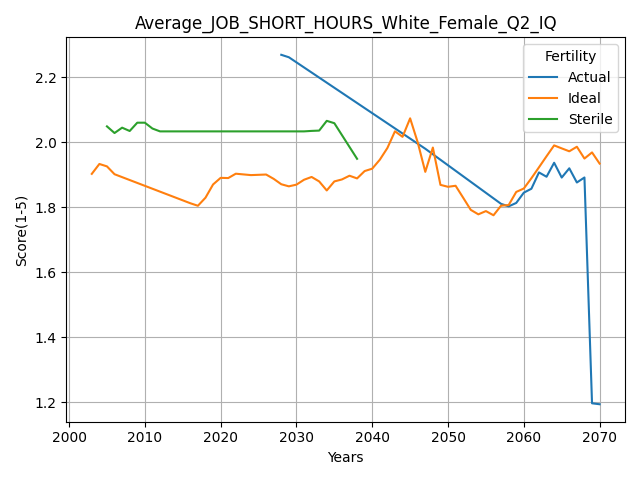 Average_JOB_SHORT_HOURS_White_Female_Q2_IQ
Fertility
Actual
Ideal
Sterile
Score(1-5)
2.2
2.0
1.8
1.6
1.4
1.2
2000 2010 2020 2030 2040 2050 2060 2070
Years